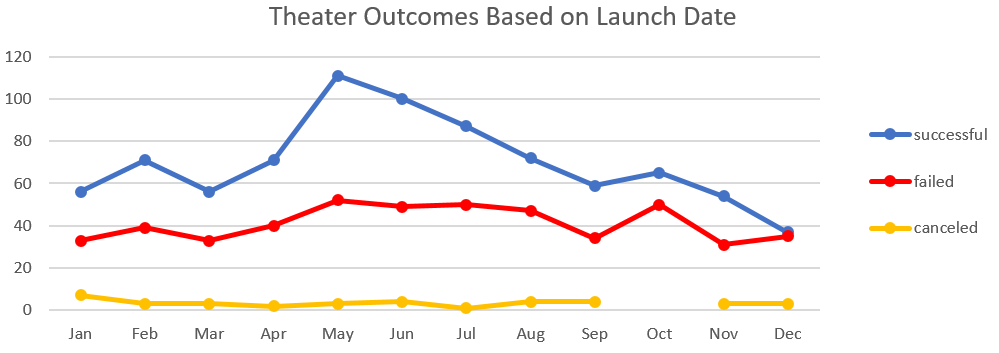 Theater Outcomes Based on Launch Date
120
100
80
60
40
20
0
Jan Feb Mar Apr May Jun Jul Aug Sep Oct Nov Dec
successful
failed
canceled